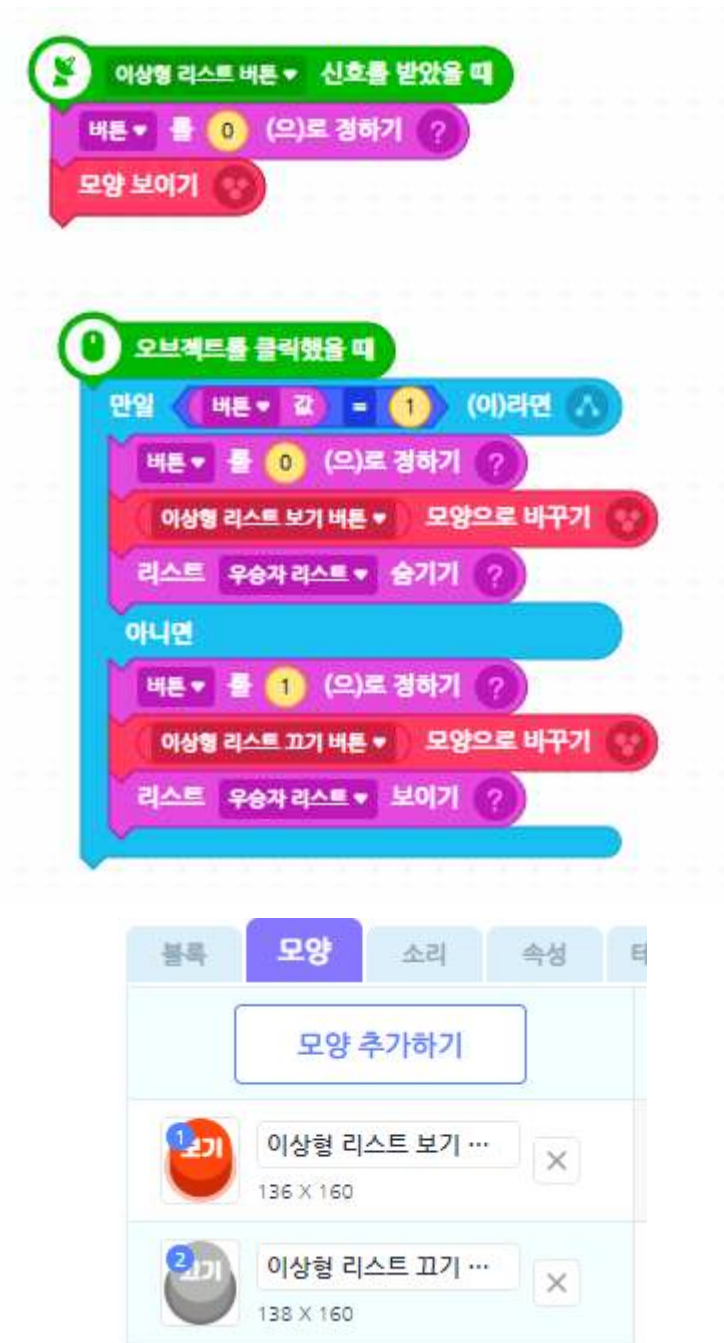 이상형 리스트 버튼 신호를 받았을 때
버튼 를 0 (으)로 정하기 ?
모양 보이기
오브젝트를 클릭했을 때
만일 버튼 값 = 1 (이)라면
버튼 를 0 (으)로 정하기 ?
이상형 리스트 보기 버튼 모양으로 바꾸기
리스트 우승자 리스트 숨기기 ?
아니면
버튼 를 1 (으)로 정하기 ?
이상형 리스트 끄기 버튼 모양으로 바꾸기
리스트 우승자 리스트 보이기 ?
블록 모양 소리 속성
모양 추가하기
1 보기 이상형 리스트 보기 ...
136 X 160
2 끄기 이상형 리스트 끄기 ...
138 X 160